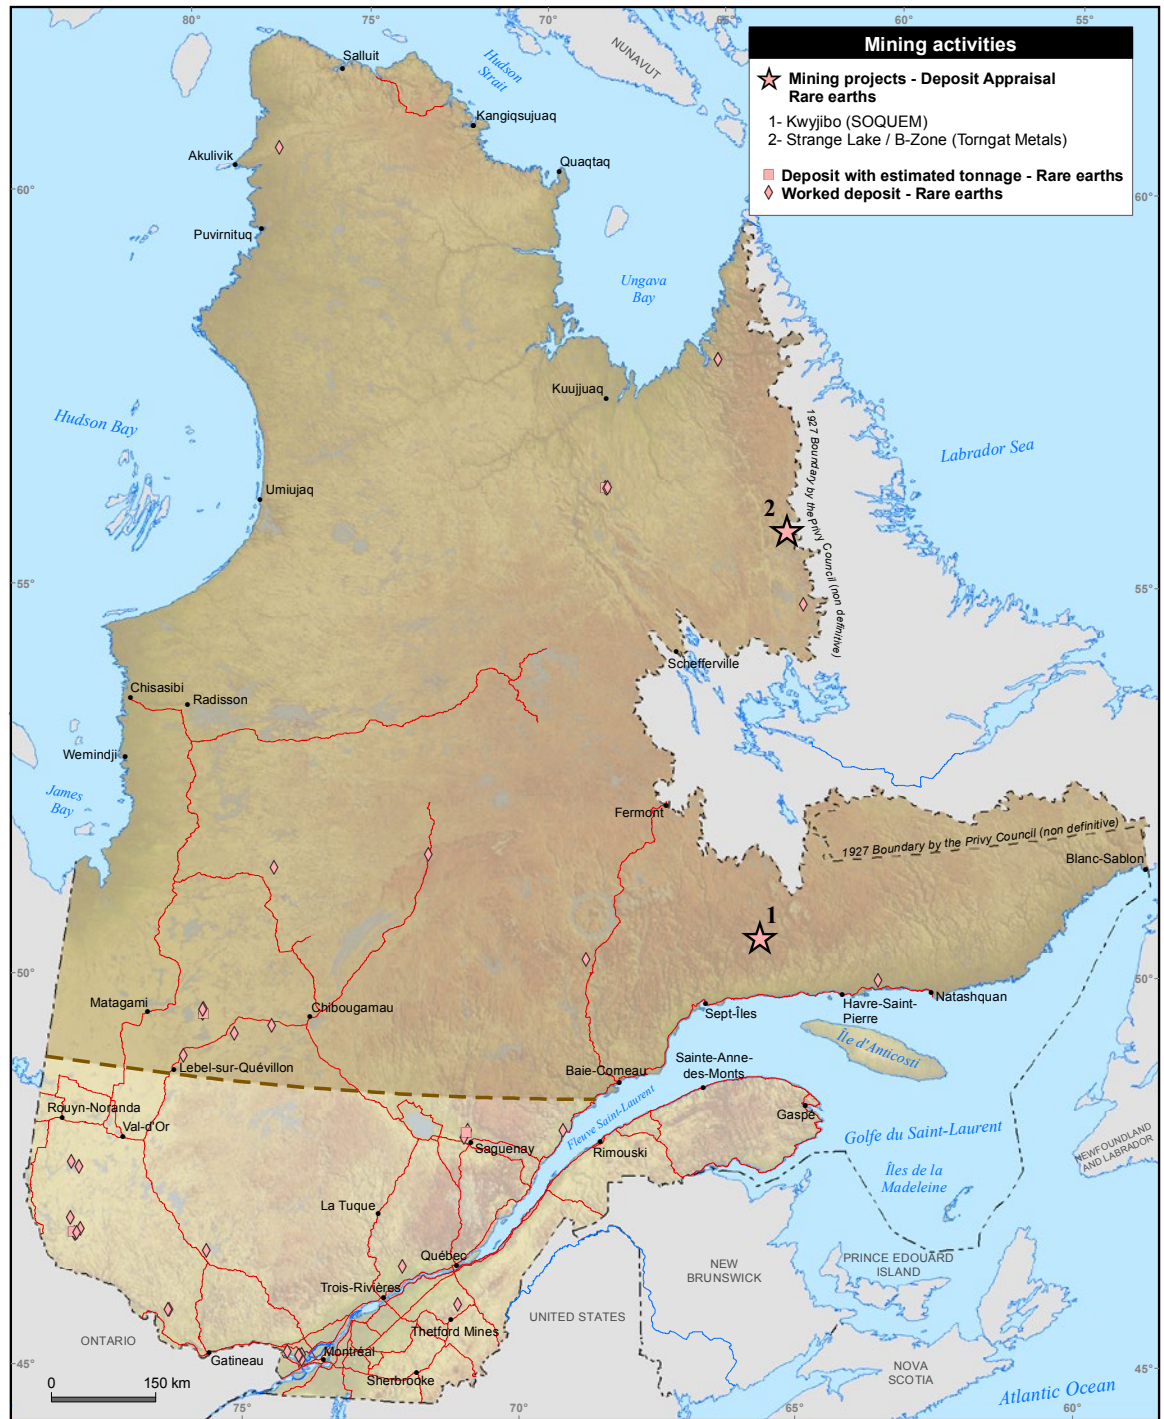 80°
75°
70°
60°
55°
Mining activities
Mining projects - Deposit Appraisal
Rare earths
1- Kwyjibo (SOQUEM)
2- Strange Lake / B-Zone (Torngat Metals)
Deposit with estimated tonnage - Rare earths
Worked deposit - Rare earths
Salluit
Hudson
Strait
NUNAVUT
Kangiqsujuaq
Akulivik
Quaqtaq
60°
60°
Puvirnituq
Ungava
Bay
Kuujjuaq
Hudson Bay
1927 Boundary by the Privy Council (non definitive)
Labrador Sea
Umiujaq
2
55°
55°
Schefferville
Chisasibi
Radisson
Wemindji
James
Bay
Fermont
1927 Boundary by the Privy Council (non definitive)
Blanc-Sablon
1
50°
50°
Matagami
Chibougamau
Sept-Îles
Havre-Saint-
Pierre
Natashquan
Île d'Anticosti
Lebel-sur-Quévillon
Baie-Comeau
Sainte-Anne-
des-Monts
Rouyn-Noranda
Val-d'Or
Fleuve Saint-Laurent
Gaspé
Golfe du Saint-Laurent
NEWFOUNDLAND
AND LABRADOR
Saguenay
Rimouski
Îles de la
Madeleine
La Tuque
Québec
NEW
BRUNSWICK
PRINCE EDOUARD
ISLAND
Trois-Rivières
UNITED STATES
Thetford Mines
ONTARIO
Gatineau
Montréal
Sherbrooke
NOVA
SCOTIA
45°
45°
Atlantic Ocean
0
150 km
75°
70°
65°
60°